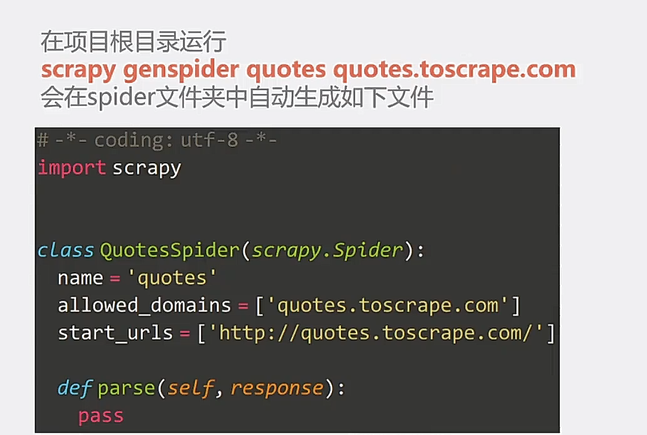 在项目根目录运行
scrapy genspider quotes quotes.toscrape.com
会在spider文件夹中自动生成如下文件
# -*- coding: utf-8 -*-
import scrapy
class QuotesSpider(scrapy.Spider):
name = 'quotes'
allowed_domains = ['quotes.toscrape.com']
start_urls = ['http://quotes.toscrape.com/']
def parse(self, response):
pass